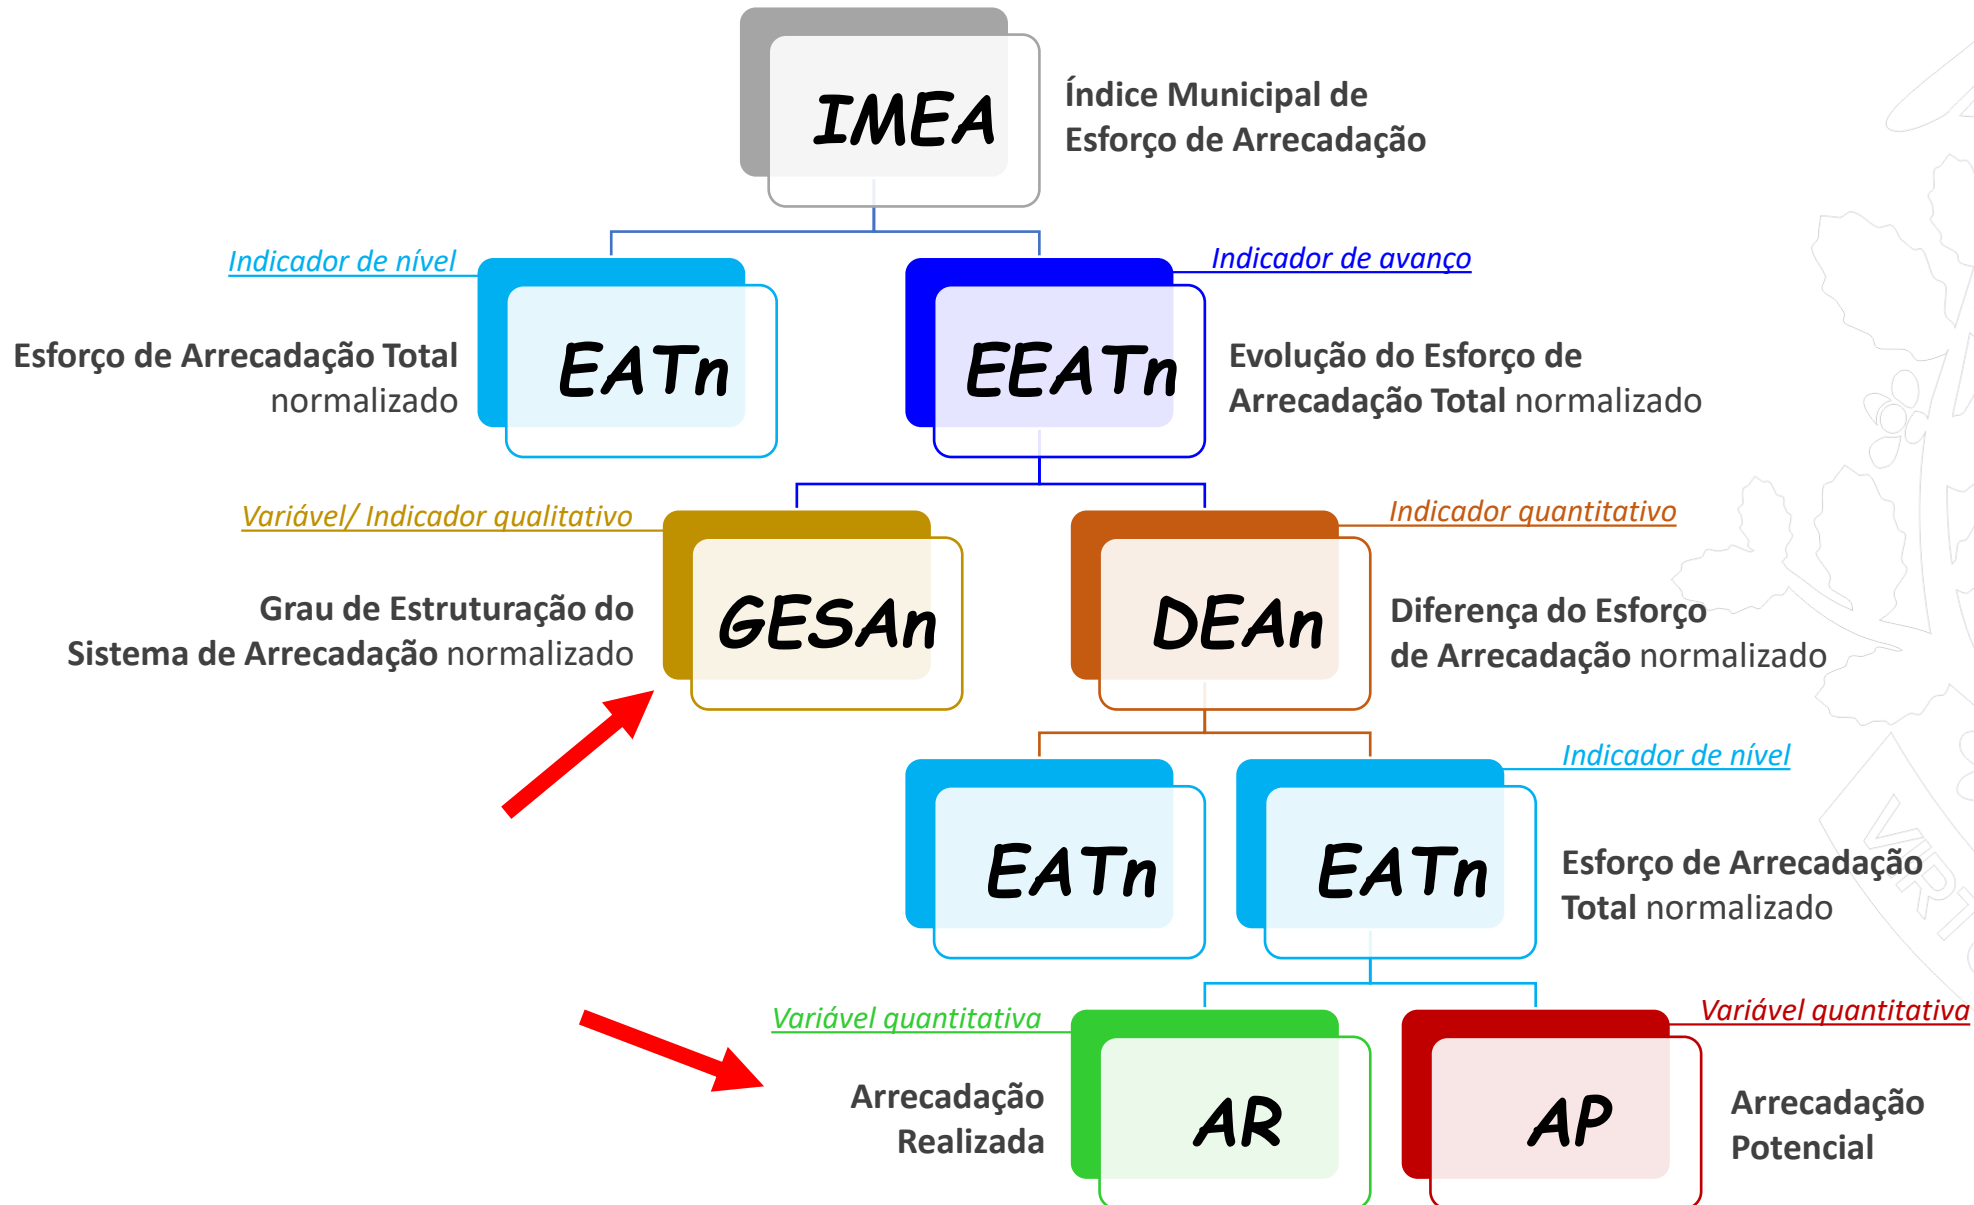 IMEA
Índice Municipal de
Esforço de Arrecadação
Indicador de nível
EATn
Esforço de Arrecadação Total
normalizado
Indicador de avanço
EEATn
Evolução do Esforço de
Arrecadação Total normalizado
Variável/ Indicador qualitativo
GESAn
Grau de Estruturação do
Sistema de Arrecadação normalizado
Indicador quantitativo
DEAn
Diferença do Esforço
de Arrecadação normalizado
EATn
Indicador de nível
EATn
Esforço de Arrecadação
Total normalizado
Variável quantitativa
AR
Arrecadação
Realizada
Variável quantitativa
AP
Arrecadação
Potencial